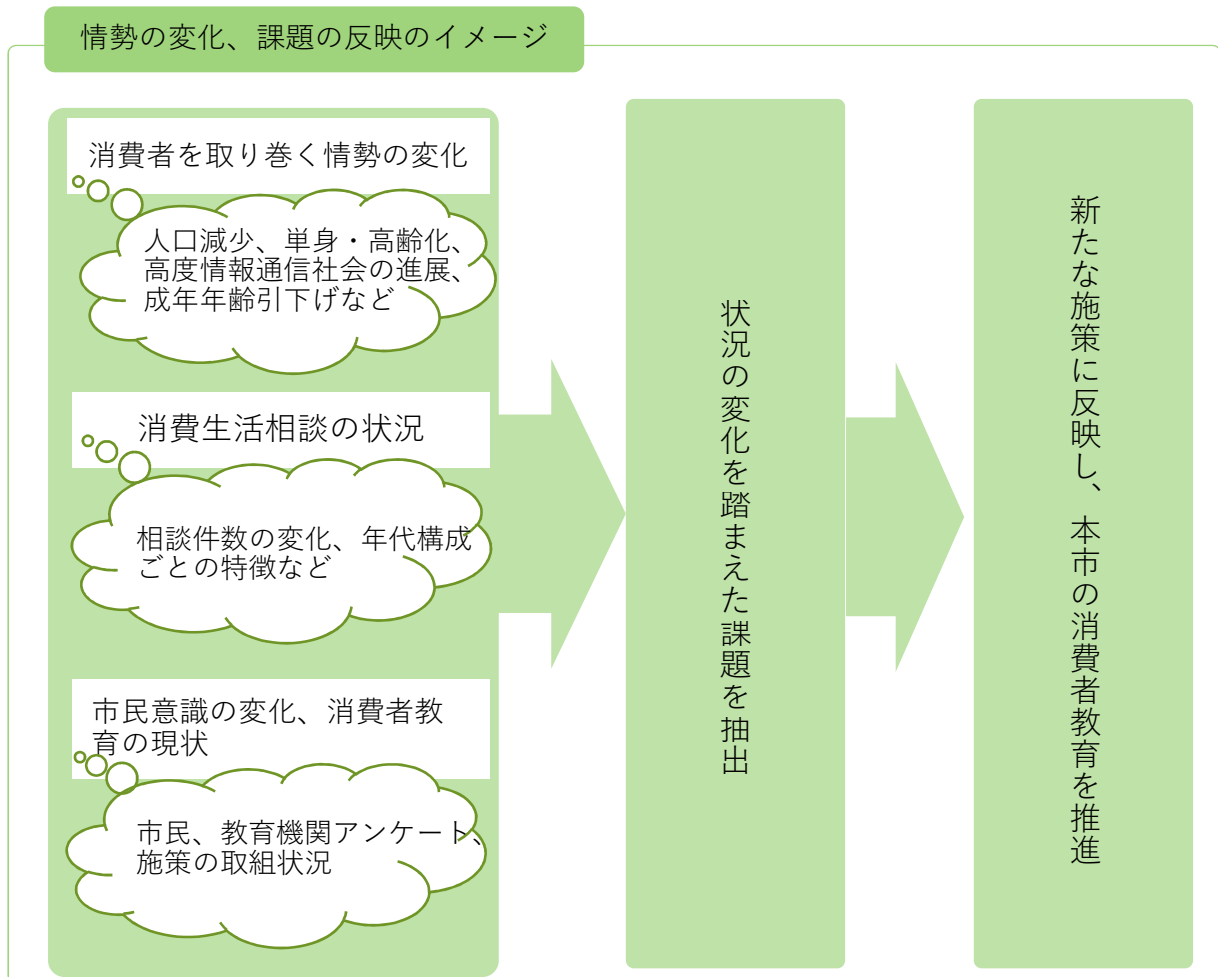 情勢の変化、課題の反映のイメージ
消費者を取り巻く情勢の変化
人口減少、単身・高齢化、
高度情報通信社会の進展、
成年年齢引下げなど
消費生活相談の状況
相談件数の変化、年代構成
ごとの特徴など
市民意識の変化、消費者教
育の現状
市民、教育機関アンケート、
施策の取組状況
状況の変化を踏まえた課題を抽出
新たな施策に反映し、本市の消費者教育を推進